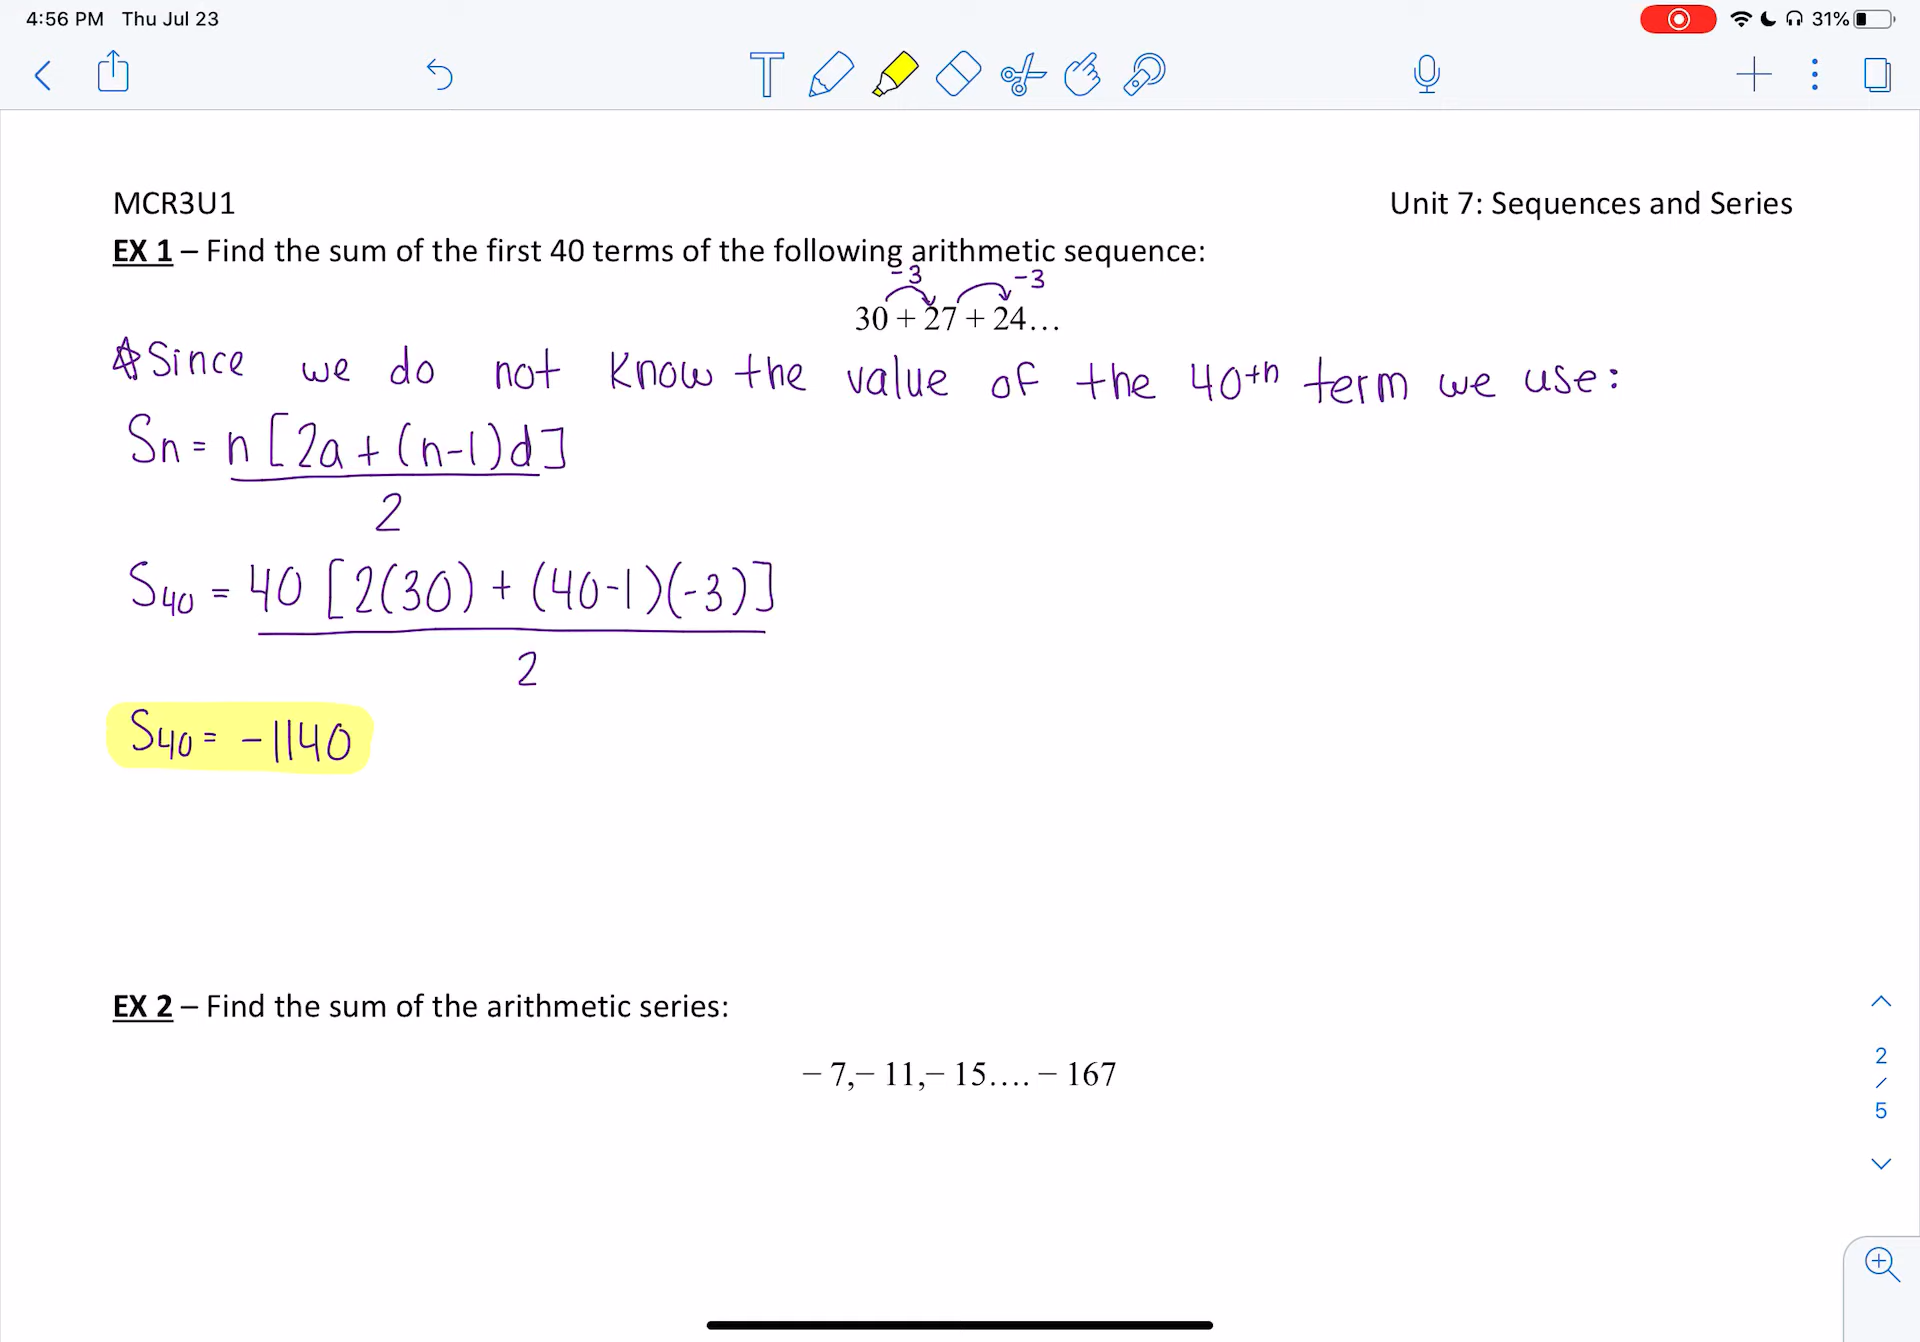 4:56 PM Thu Jul 23 31%
MCR3U1 Unit 7: Sequences and Series
EX 1 – Find the sum of the first 40 terms of the following arithmetic sequence:
-3 -3
30 + 27 + 24…
☆Since we do not know the value of the 40th term we use:
Sn = n[2a + (n-1)d]
2
S40 = 40 [2(30) + (40-1)(-3)]
2
S40 = -1140
EX 2 – Find the sum of the arithmetic series:
– 7,– 11,– 15…. – 167
2
/
5